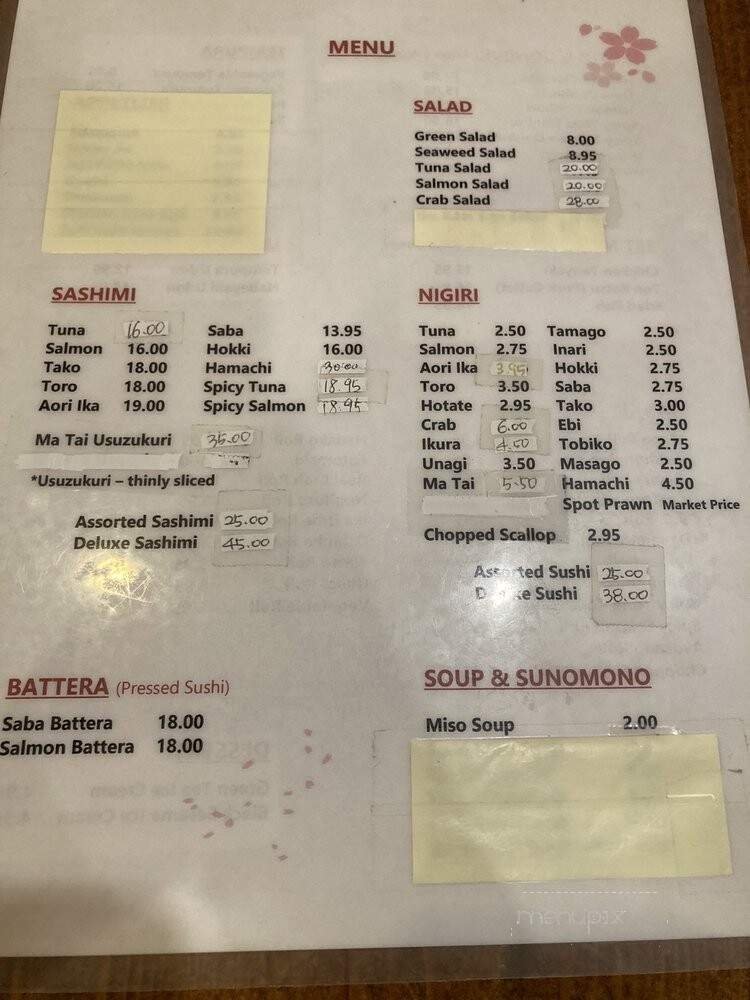 MENU
SALAD
Green Salad 8.00
Seaweed Salad 8.95
Tuna Salad 20.00
Salmon Salad 20.00
Crab Salad 28.00
SASHIMI
Tuna 16.00 Saba 13.95
Salmon 16.00 Hokki 16.00
Tako 18.00 Hamachi 30.00
Toro 18.00 Spicy Tuna 18.95
Aori Ika 19.00 Spicy Salmon 18.95
Ma Tai Usuzukuri 35.00
*Usuzukuri – thinly sliced
Assorted Sashimi 25.00
Deluxe Sashimi 45.00
NIGIRI
Tuna 2.50 Tamago 2.50
Salmon 2.75 Inari 2.50
Aori Ika 3.95 Hokki 2.75
Toro 3.50 Saba 2.75
Hotate 2.95 Tako 3.00
Crab 6.00 Ebi 2.50
Ikura 4.50 Tobiko 2.75
Unagi 3.50 Masago 2.50
Ma Tai 5.50 Hamachi 4.50
Spot Prawn Market Price
Chopped Scallop 2.95
Assorted Sushi 25.00
Deluxe Sushi 38.00
BATTERA (Pressed Sushi)
Saba Battera 18.00
Salmon Battera 18.00
SOUP & SUNOMONO
Miso Soup 2.00
menupix